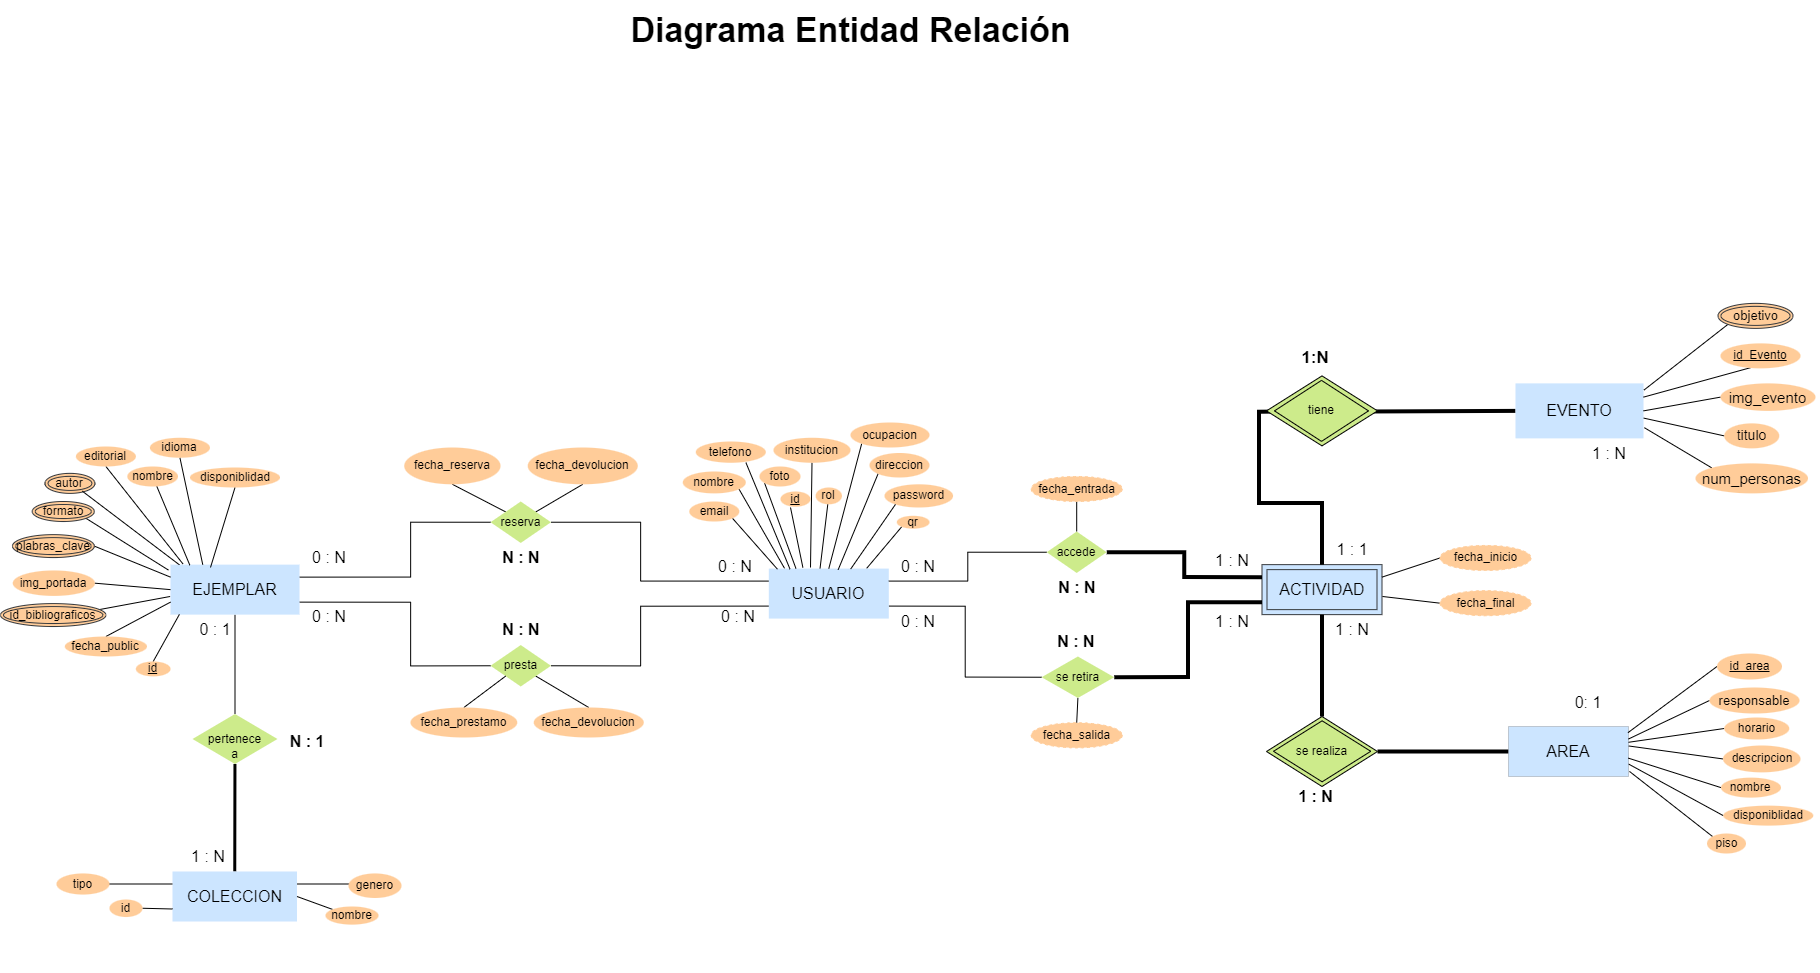 Diagrama Entidad Relación
objetivo
id_Evento
img_evento
titulo
num_personas
EVENTO
1 : N
1:N
tiene
idioma
editorial
nombre
disponiblidad
autor
formato
plabras_clave
img_portada
id_bibliograficos
fecha_public
id
EJEMPLAR
0 : N
0 : N
0 : 1
fecha_reserva
fecha_devolucion
reserva
N : N
N : N
presta
fecha_prestamo
fecha_devolucion
telefono
institucion
ocupacion
nombre
foto
id
rol
direccion
password
email
qr
0 : N
0 : N
USUARIO
0 : N
0 : N
fecha_entrada
accede
N : N
N : N
se retira
fecha_salida
1 : N
1 : N
1 : 1
ACTIVIDAD
1 : N
fecha_inicio
fecha_final
se realiza
1 : N
0: 1
AREA
id_area
responsable
horario
descripcion
nombre
disponiblidad
piso
pertenece
a
N : 1
1 : N
COLECCION
tipo
id
genero
nombre